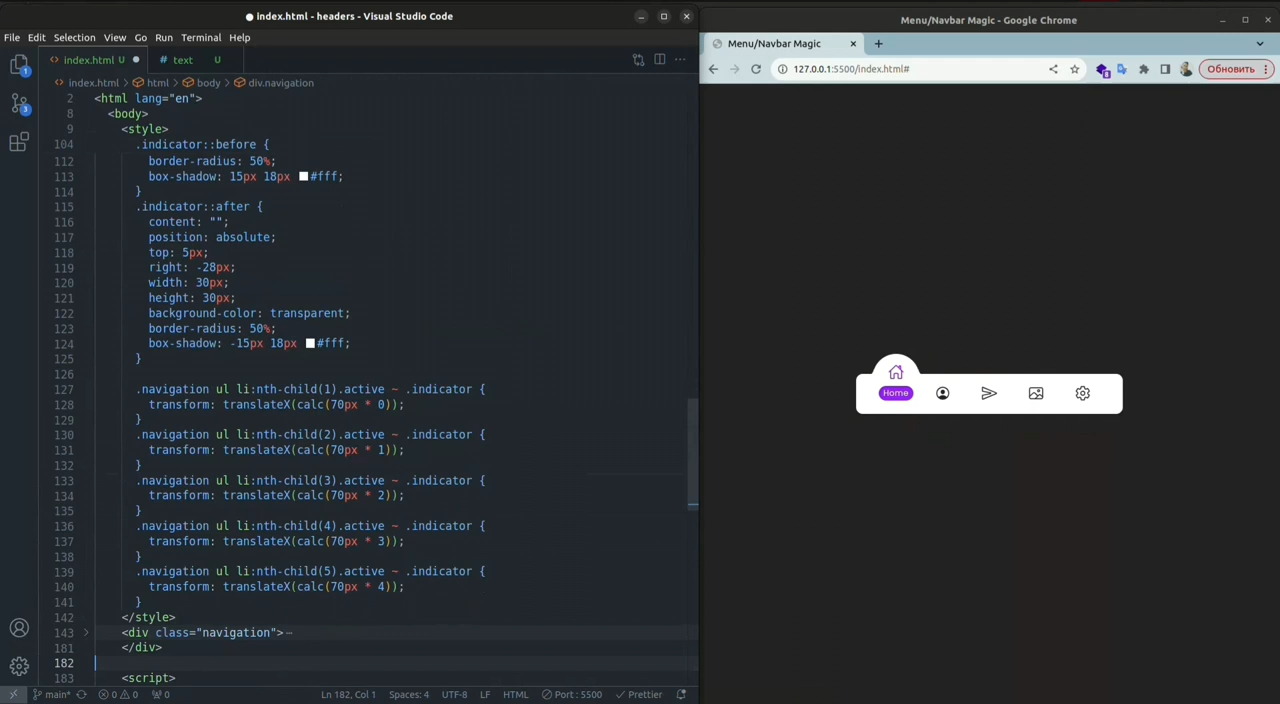 index.html - headers - Visual Studio Code
File Edit Selection View Go Run Terminal Help
index.html U
# text U
index.html > html > body > div.navigation
2 <html lang="en">
8 <body>
9 <style>
104 .indicator::before {
112 border-radius: 50%;
113 box-shadow: 15px 18px #fff;
114 }
115 .indicator::after {
116 content: "";
117 position: absolute;
118 top: 5px;
119 right: -28px;
120 width: 30px;
121 height: 30px;
122 background-color: transparent;
123 border-radius: 50%;
124 box-shadow: -15px 18px #fff;
125 }
126
127 .navigation ul li:nth-child(1).active ~ .indicator {
128 transform: translateX(calc(70px * 0));
129 }
130 .navigation ul li:nth-child(2).active ~ .indicator {
131 transform: translateX(calc(70px * 1));
132 }
133 .navigation ul li:nth-child(3).active ~ .indicator {
134 transform: translateX(calc(70px * 2));
135 }
136 .navigation ul li:nth-child(4).active ~ .indicator {
137 transform: translateX(calc(70px * 3));
138 }
139 .navigation ul li:nth-child(5).active ~ .indicator {
140 transform: translateX(calc(70px * 4));
141 }
142 </style>
143 <div class="navigation">
181 </div>
182
183 <script>
1
3
main* 0 0 0 Ln 182, Col 1 Spaces: 4 UTF-8 LF HTML Port : 5500 Prettier
Menu/Navbar Magic - Google Chrome
Menu/Navbar Magic
127.0.0.1:5500/index.html#
Обновить
Home